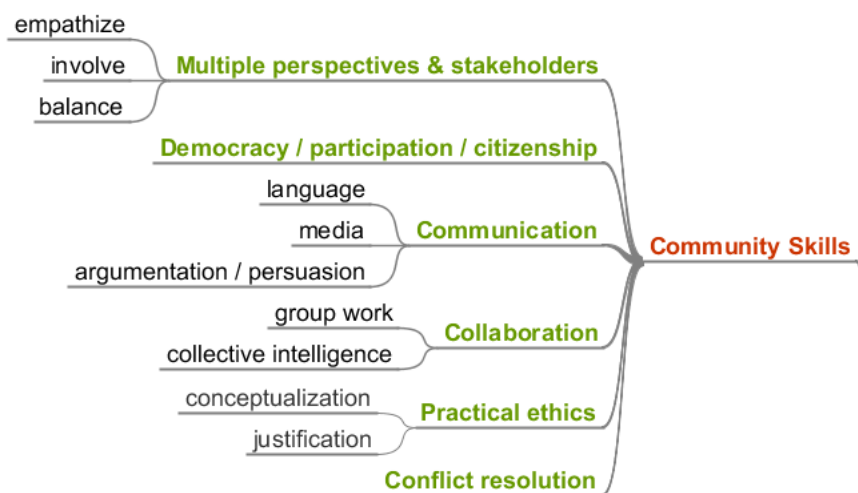 empathize
involve
balance
Multiple perspectives & stakeholders
Democracy / participation / citizenship
language
media
argumentation / persuasion
Communication
Community Skills
group work
collective intelligence
Collaboration
conceptualization
justification
Practical ethics
Conflict resolution